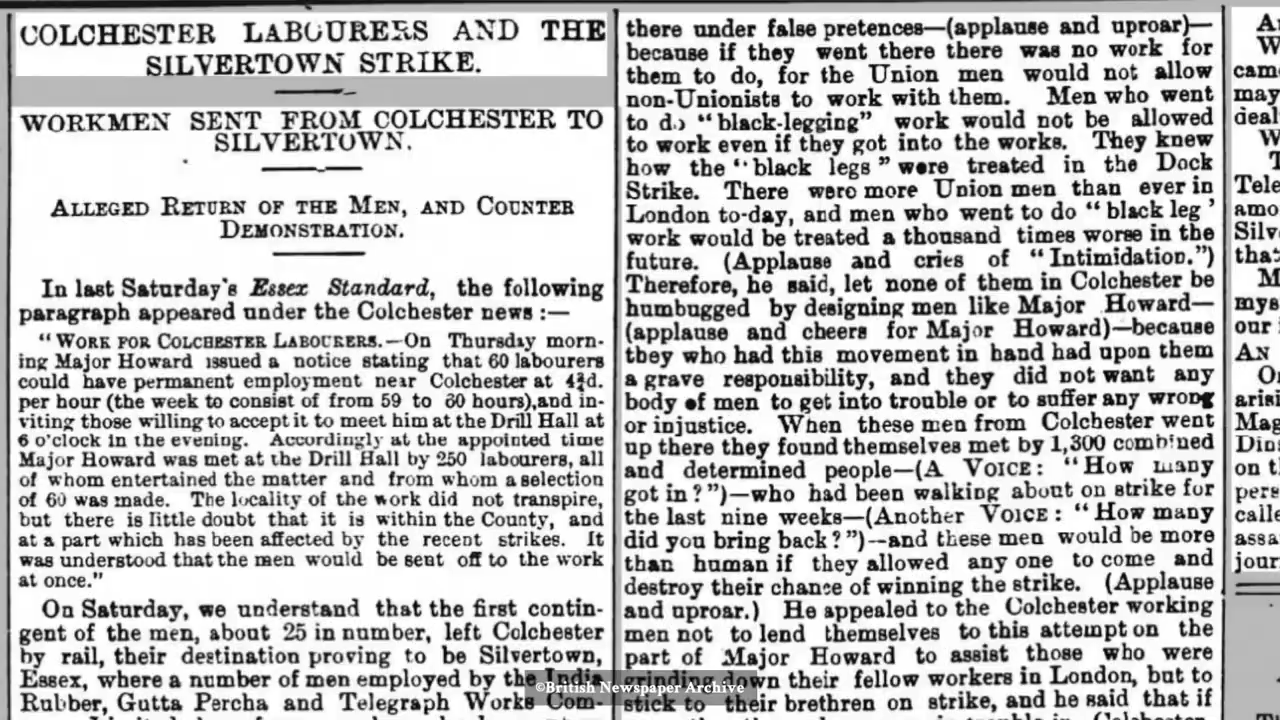 COLCHESTER LABOURERS AND THE
SILVERTOWN STRIKE.
WORKMEN SENT FROM COLCHESTER TO
SILVERTOWN.
ALLEGED RETURN OF THE MEN, AND COUNTER
DEMONSTRATION.
In last Saturday's Essex Standard, the following
paragraph appeared under the Colchester news :—
"WORK FOR COLCHESTER LABOURERS.—On Thursday morn-
ing Major Howard issued a notice stating that 60 labourers
could have permanent employment near Colchester at 4¾d.
per hour (the week to consist of from 59 to 60 hours),and in-
viting those willing to accept it to meet him at the Drill Hall at
6 o'clock in the evening. Accordingly at the appointed time
Major Howard was met at the Drill Hall by 250 labourers, all
of whom entertained the matter and from whom a selection
of 60 was made. The locality of the work did not transpire,
but there is little doubt that it is within the County, and
at a part which has been affected by the recent strikes. It
was understood that the men would be sent off to the work
at once."
On Saturday, we understand that the first contin-
gent of the men, about 25 in number, left Colchester
by rail, their destination proving to be Silvertown,
Essex, where a number of men employed by the India
Rubber, Gutta Percha and Telegraph Works Com-
there under false pretences—(applause and uproar)—
because if they went there there was no work for
them to do, for the Union men would not allow
non-Unionists to work with them. Men who went
to do "black-legging" work would not be allowed
to work even if they got into the works. They knew
how the "black legs" were treated in the Dock
Strike. There were more Union men than ever in
London to-day, and men who went to do "black leg'
work would be treated a thousand times worse in the
future. (Applause and cries of "Intimidation.")
Therefore, he said, let none of them in Colchester be
humbugged by designing men like Major Howard—
(applause and cheers for Major Howard)—because
they who had this movement in hand had upon them
a grave responsibility, and they did not want any
body of men to get into trouble or to suffer any wrong
or injustice. When these men from Colchester went
up there they found themselves met by 1,300 combined
and determined people—(A VOICE: "How many
got in?")—who had been walking about on strike for
the last nine weeks—(Another VOICE: "How many
did you bring back?")—and these men would be more
than human if they allowed any one to come and
destroy their chance of winning the strike. (Applause
and uproar.) He appealed to the Colchester working
men not to lend themselves to this attempt on the
part of Major Howard to assist those who were
grinding down their fellow workers in London, but to
stick to their brethren on strike, and he said that if
©British Newspaper Archive
came
may
deal
Tele
amo
Silv
that
mys
our
AN
arisi
Mag
Din
on t
pers
calle
assa
jour